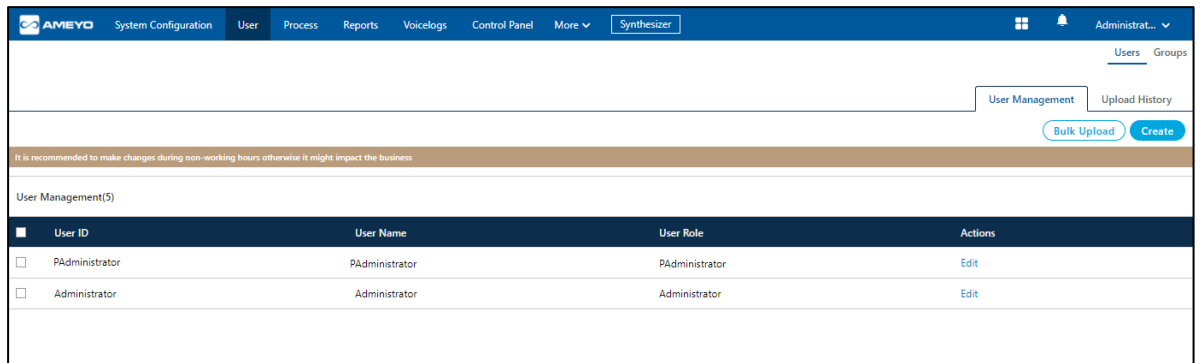 AMEYO System Configuration User Process Reports Voicelogs Control Panel More Synthesizer Administrat...
Users Groups
User Management Upload History
Bulk Upload Create
It is recommended to make changes during non-working hours otherwise it might impact the business
User Management(5)
User ID User Name User Role Actions
PAdministrator PAdministrator PAdministrator Edit
Administrator Administrator Administrator Edit